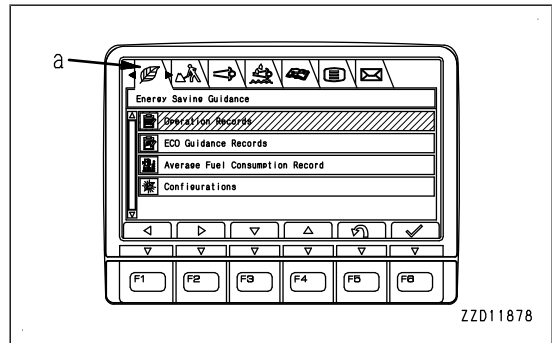 a
Energy Saving Guidance
Operation Records
ECO Guidance Records
Average Fuel Consumption Record
Configurations
F1 F2 F3 F4 F5 F6
ZZD11878